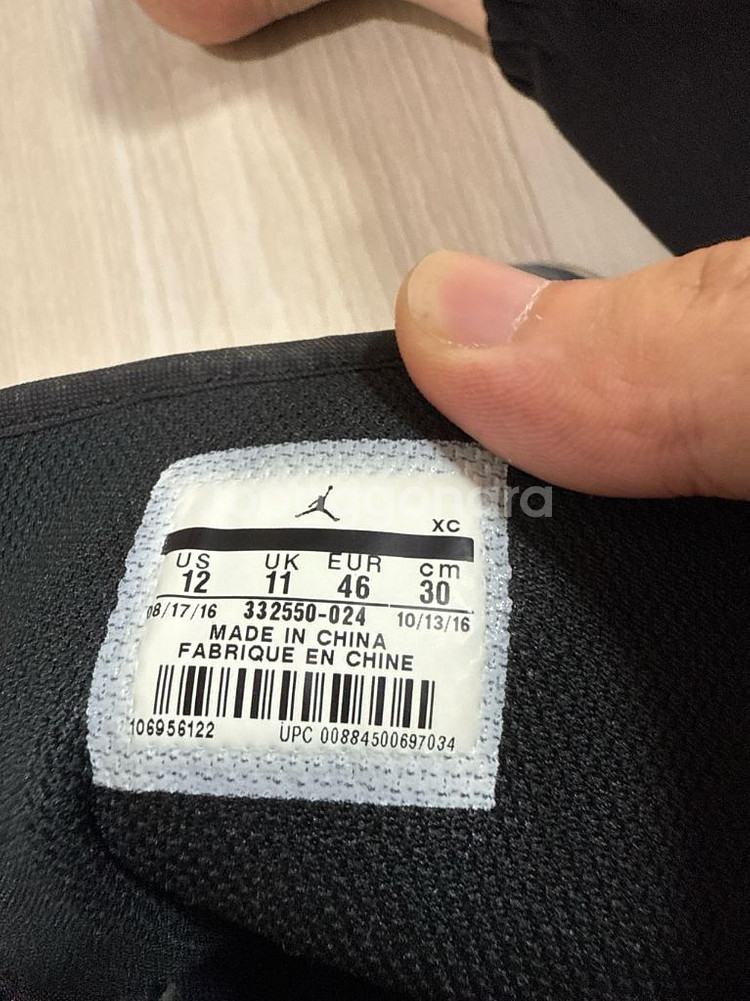 XC
US UK EUR cm
12 11 46 30
08/17/16 332550-024 10/13/16
MADE IN CHINA
FABRIQUE EN CHINE
106956122 UPC 00884500697034